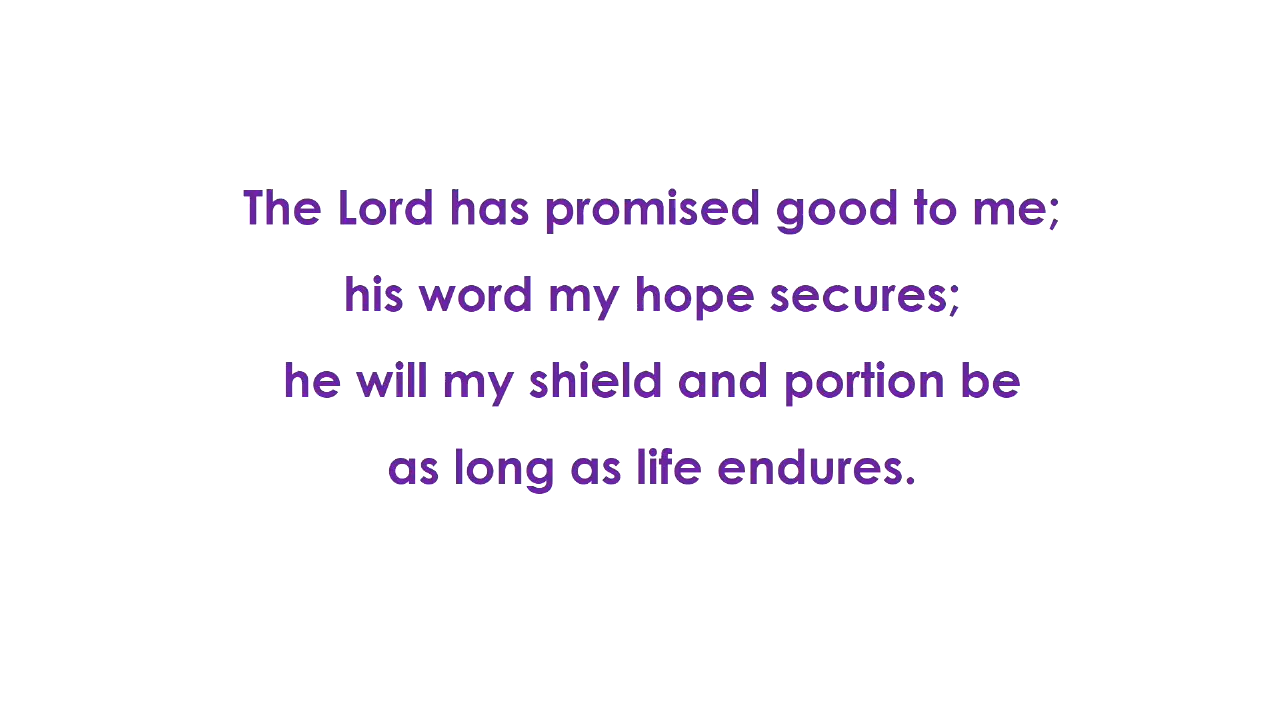 The Lord has promised good to me;
his word my hope secures;
he will my shield and portion be
as long as life endures.